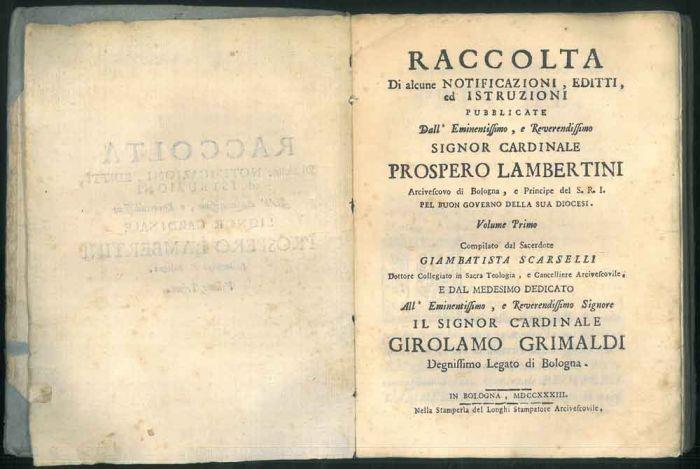 RACCOLTA
Di alcune NOTIFICAZIONI, EDITTI,
ed ISTRUZIONI
PUBBLICATE
Dall' Eminentiſſimo, e Reverendiſſimo
SIGNOR CARDINALE
PROSPERO LAMBERTINI
Arciveſcovo di Bologna, e Principe del S. R. I.
PEL BUON GOVERNO DELLA SUA DIOCESI.
Volume Primo
Compilato dal Sacerdote
GIAMBATISTA SCARSELLI
Dottore Collegiato in Sacra Teologia, e Cancelliere Arciveſcovile,
E DAL MEDESIMO DEDICATO
All' Eminentiſſimo, e Reverendiſſimo Signore
IL SIGNOR CARDINALE
GIROLAMO GRIMALDI
Degniſſimo Legato di Bologna.
IN BOLOGNA, MDCCXXXIII.
Nella Stamperia del Longhi Stampatore Arciveſcovile.